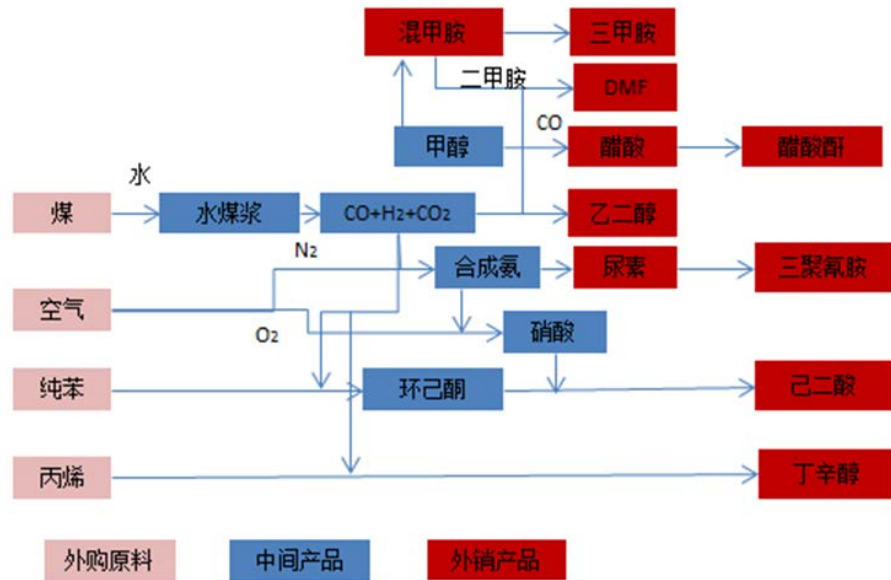 混甲胺
三甲胺
二甲胺
DMF
CO
甲醇
醋酸
醋酸酐
水
煤
水煤浆
CO+H2+CO2
乙二醇
N2
合成氨
尿素
三聚氰胺
空气
O2
硝酸
纯苯
环己酮
己二酸
丙烯
丁辛醇
外购原料
中间产品
外销产品